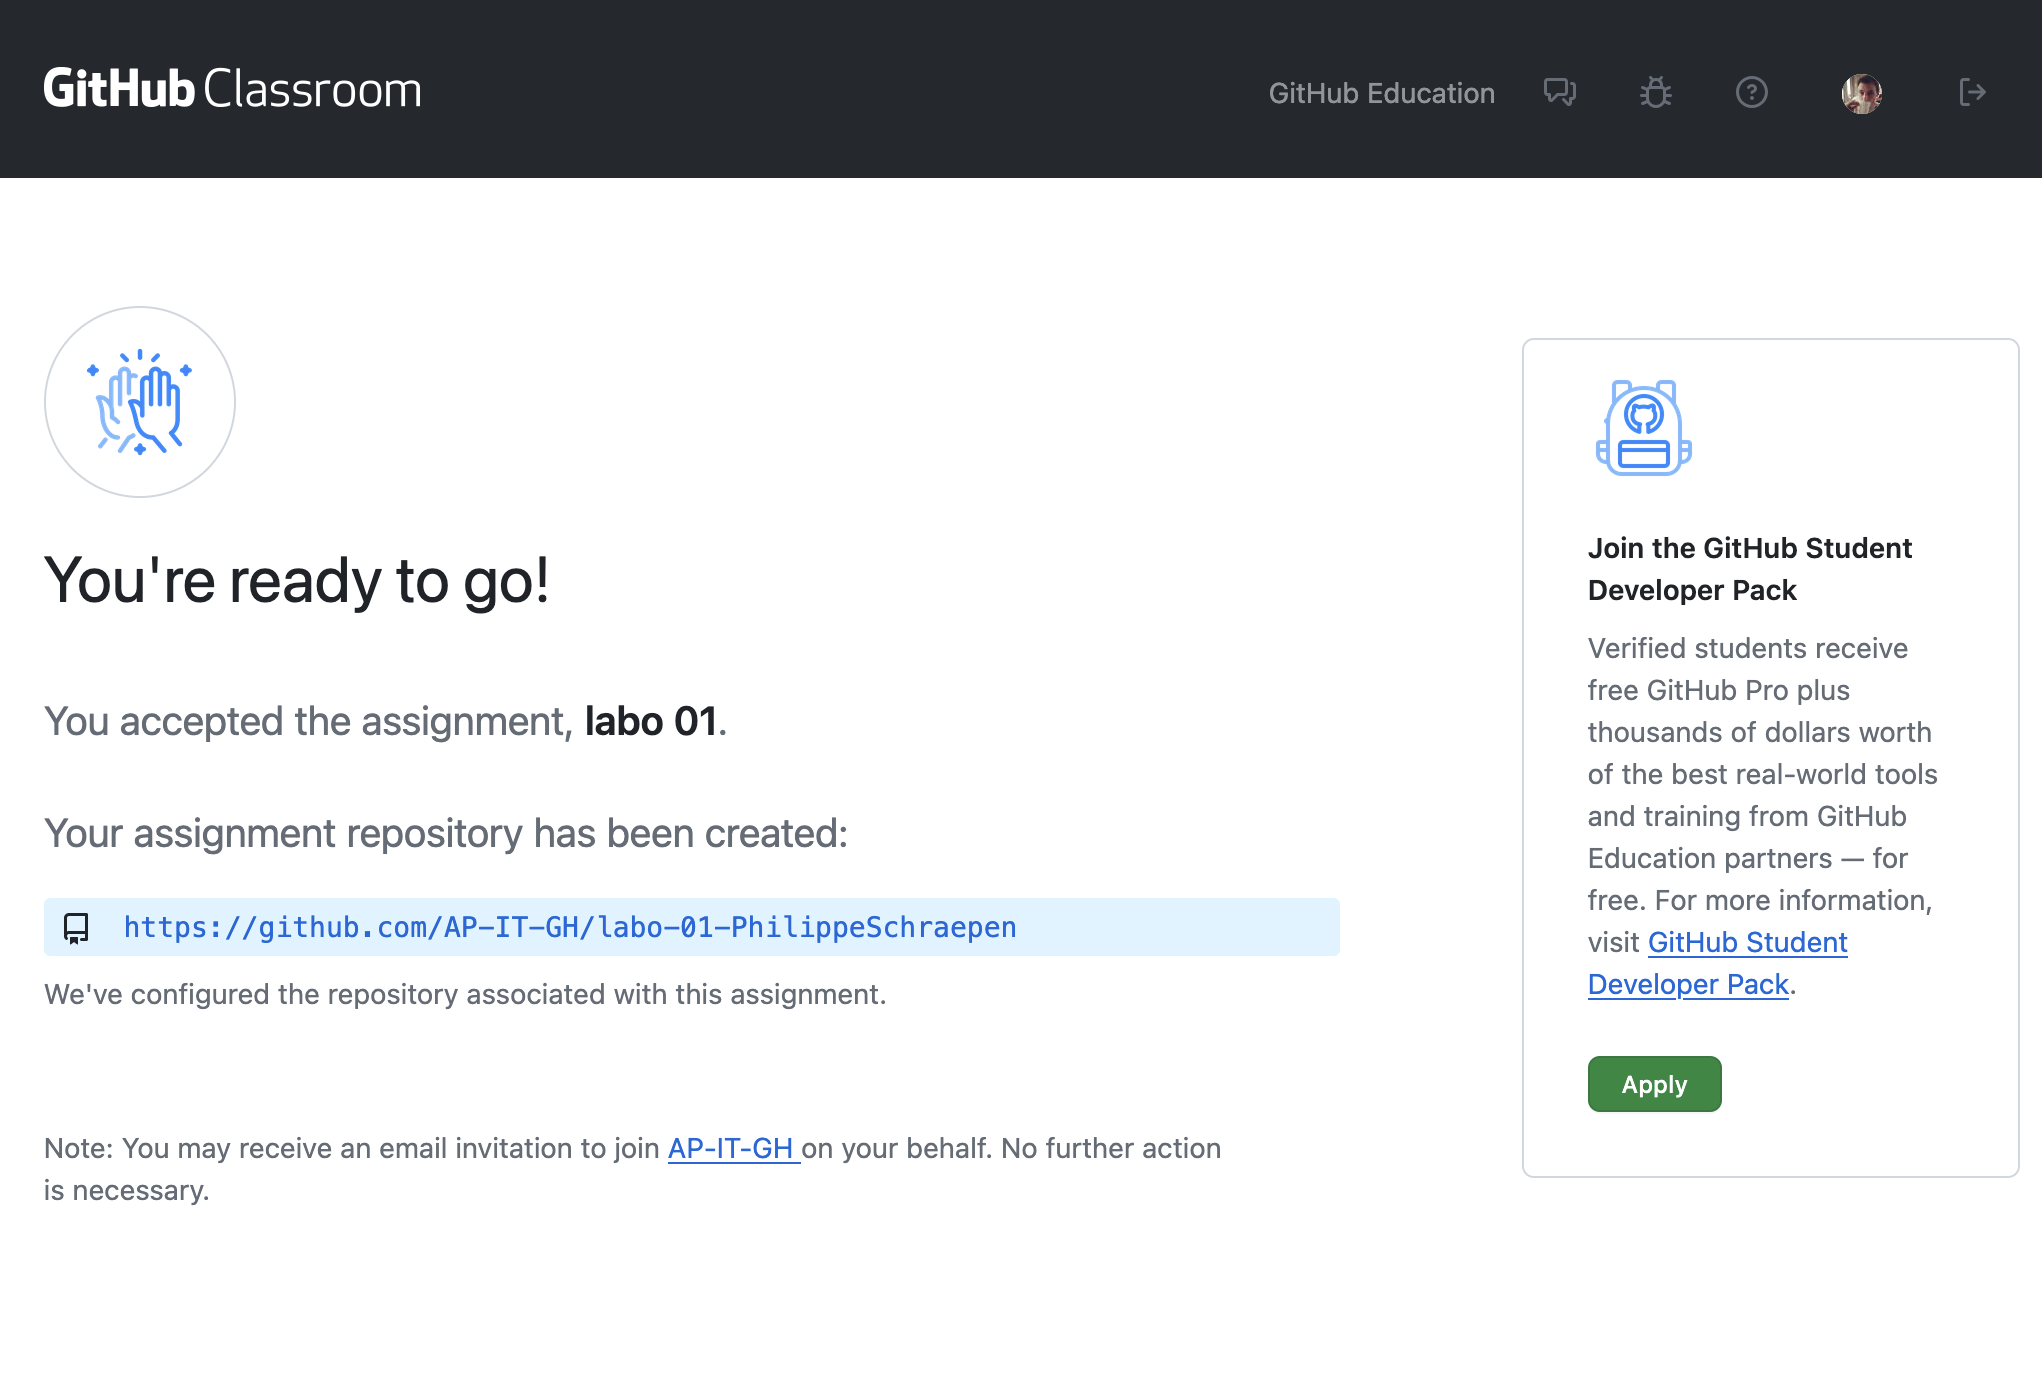 GitHub Classroom
GitHub Education
You're ready to go!
You accepted the assignment, labo 01.
Your assignment repository has been created:
https://github.com/AP-IT-GH/labo-01-PhilippeSchraepen
We've configured the repository associated with this assignment.
Note: You may receive an email invitation to join AP-IT-GH on your behalf. No further action
is necessary.
Join the GitHub Student
Developer Pack
Verified students receive
free GitHub Pro plus
thousands of dollars worth
of the best real-world tools
and training from GitHub
Education partners — for
free. For more information,
visit GitHub Student
Developer Pack.
Apply